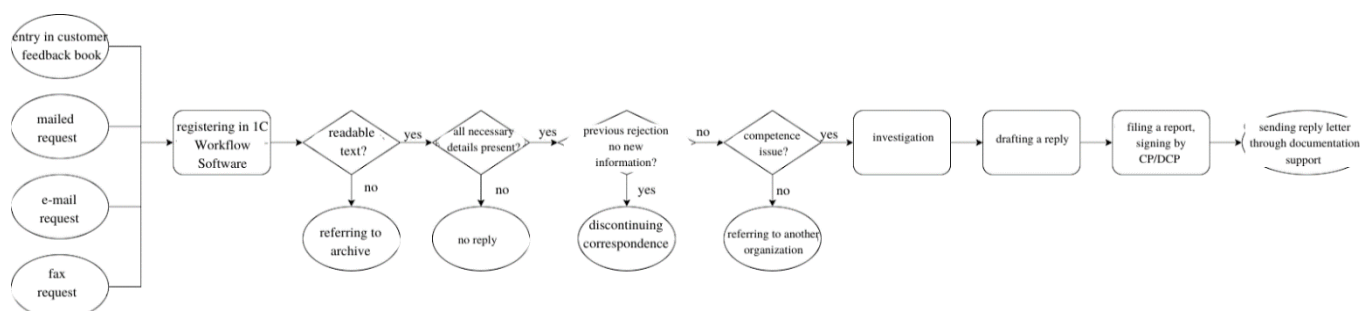 entry in customer
feedback book
mailed
request
e-mail
request
fax
request
registering in 1C
Workflow
Software
readable
text?
yes
no
referring to
archive
all necessary
details present?
yes
no
no reply
previous rejection
no new
information?
no
yes
discontinuing
correspondence
competence
issue?
yes
no
referring to another
organization
investigation
drafting a reply
filing a report,
signing by
CP/DCP
sending reply letter
through documentation
support